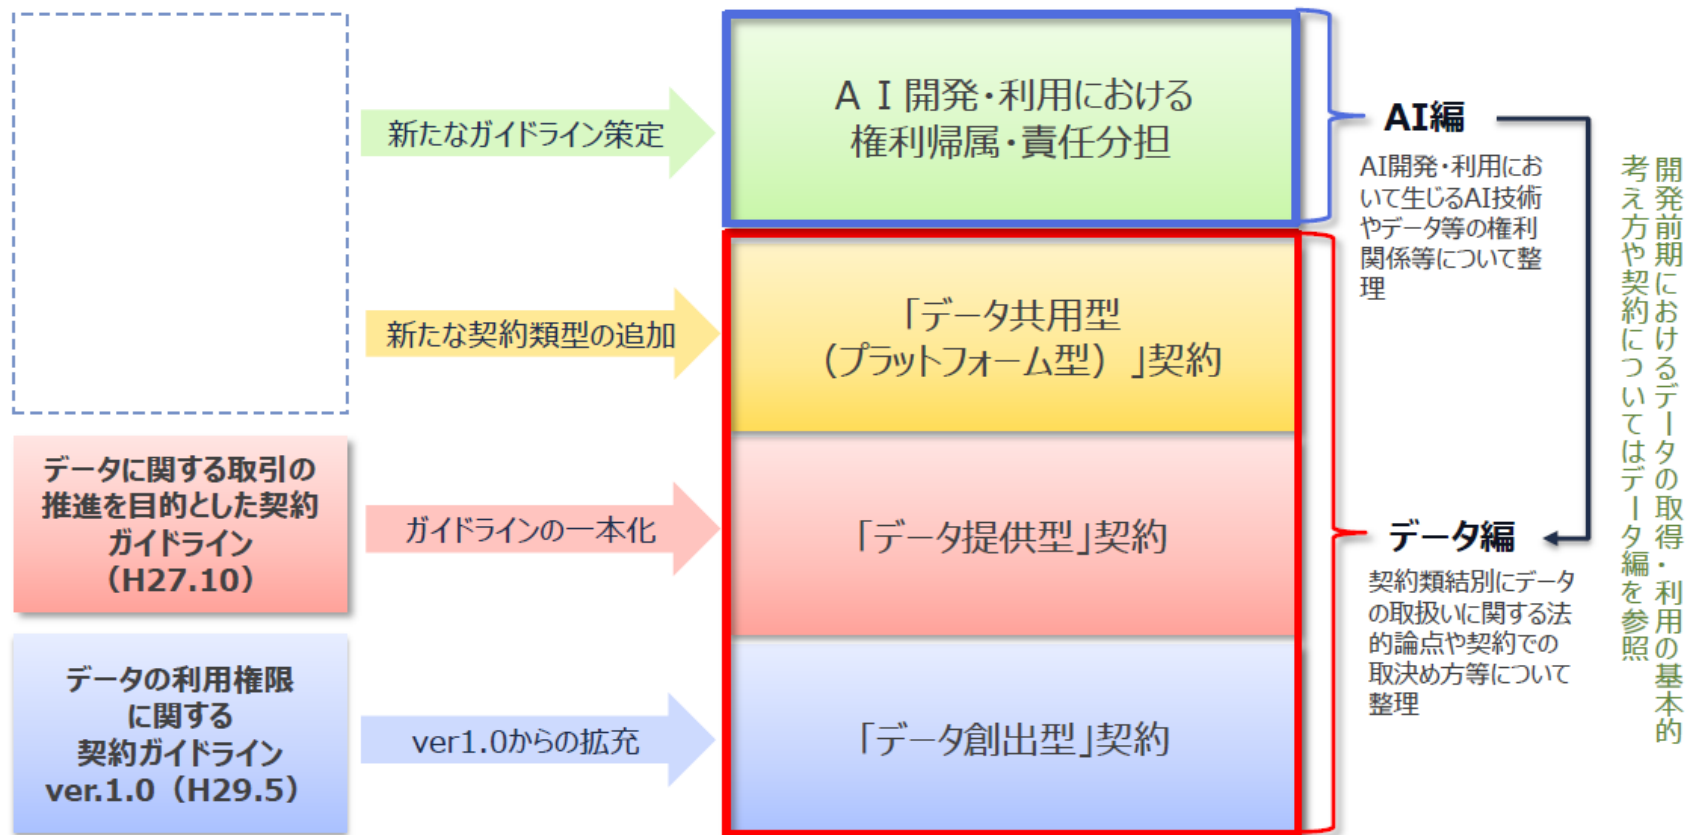 新たなガイドライン策定
ＡＩ開発・利用における
権利帰属・責任分担
AI編
AI開発・利用にお
いて生じるAI技術
やデータ等の権利
関係等について整
理
新たな契約類型の追加
「データ共用型
（プラットフォーム型）」契約
データに関する取引の
推進を目的とした契約
ガイドライン
（H27.10）
ガイドラインの一本化
「データ提供型」契約
データ編
契約類結別にデータ
の取扱いに関する法
的論点や契約での
取決め方等について
整理
データの利用権限
に関する
契約ガイドライン
ver.1.0（H29.5）
ver1.0からの拡充
「データ創出型」契約
開発前期におけるデータの取得・利用の基本的
考え方や契約についてはデータ編を参照